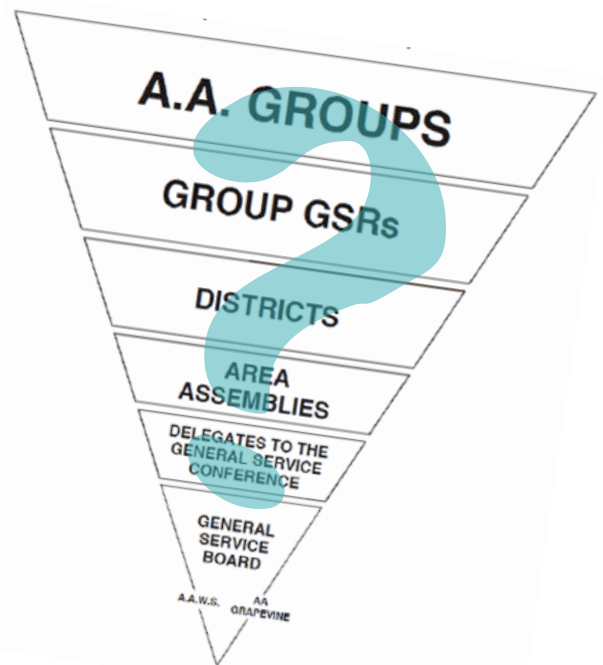 A.A. GROUPS
GROUP GSRs
DISTRICTS
AREA
ASSEMBLIES
DELEGATES TO THE
GENERAL SERVICE
CONFERENCE
GENERAL
SERVICE
BOARD
A.A.W.S.
AA
GRAPEVINE
?